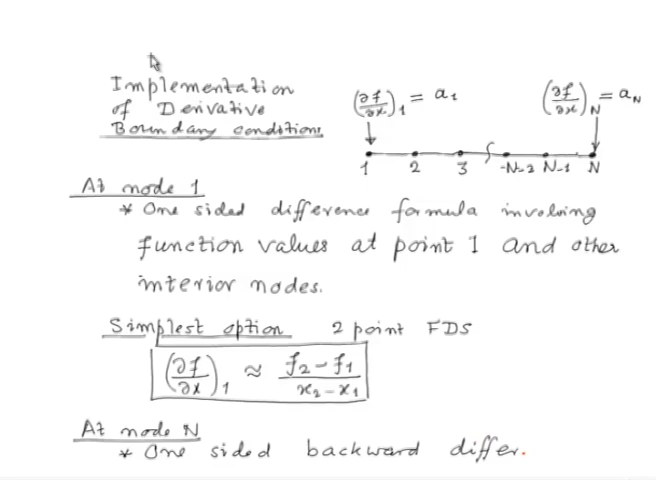 Implementation
of Derivative
Boundary conditions
(∂f/∂x)₁ = a₁
(∂f/∂x)N = aN
1 2 3 N-2 N-1 N
At node 1
* One sided difference formula involving
function values at point 1 and other
interior nodes.
Simplest option 2 point FDS
(∂f/∂x)₁ ≈ (f₂ - f₁)/(x₂ - x₁)
At node N
* One sided backward differ.